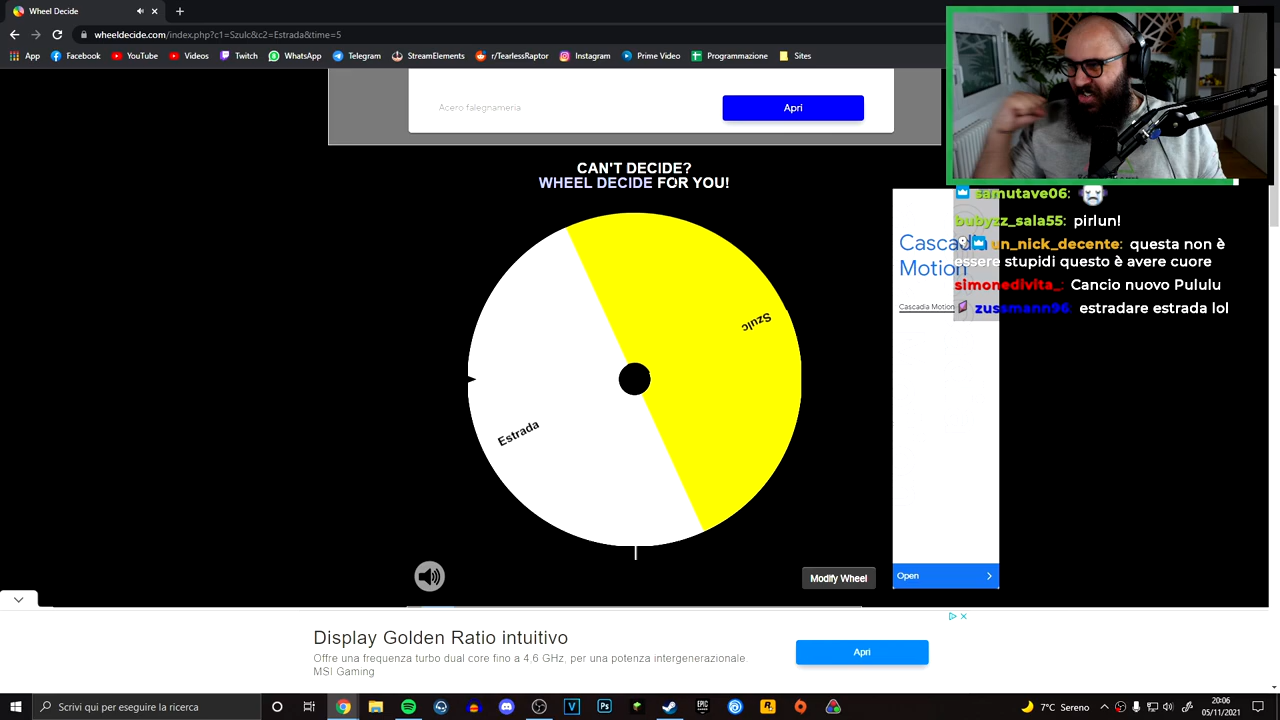 Wheel Decide
wheeldecide.com/index.php?c1=Szulc&c2=Estrada&time=5
App
Facebook
YouTube
Videos
Twitch
WhatsApp
Telegram
StreamElements
r/TearlessRaptor
Instagram
Prime Video
Programmazione
Sites
Acero falegnameria
Apri
CAN'T DECIDE?
WHEEL DECIDE FOR YOU!
Szulc
Estrada
Modify Wheel
Cascadia
Motion
Cascadia Motion
Open
samutave06:
bubyzz_sala55: pirlun!
un_nick_decente: questa non è
essere stupidi questo è avere cuore
simonedivita_: Cancio nuovo Pululu
zussmann96: estradare estrada lol
Display Golden Ratio intuitivo
Offre una frequenza turbo dual core fino a 4,6 GHz, per una potenza intergenerazionale.
MSI Gaming
Apri
Scrivi qui per eseguire la ricerca
7°C Sereno
20:06
05/11/2021